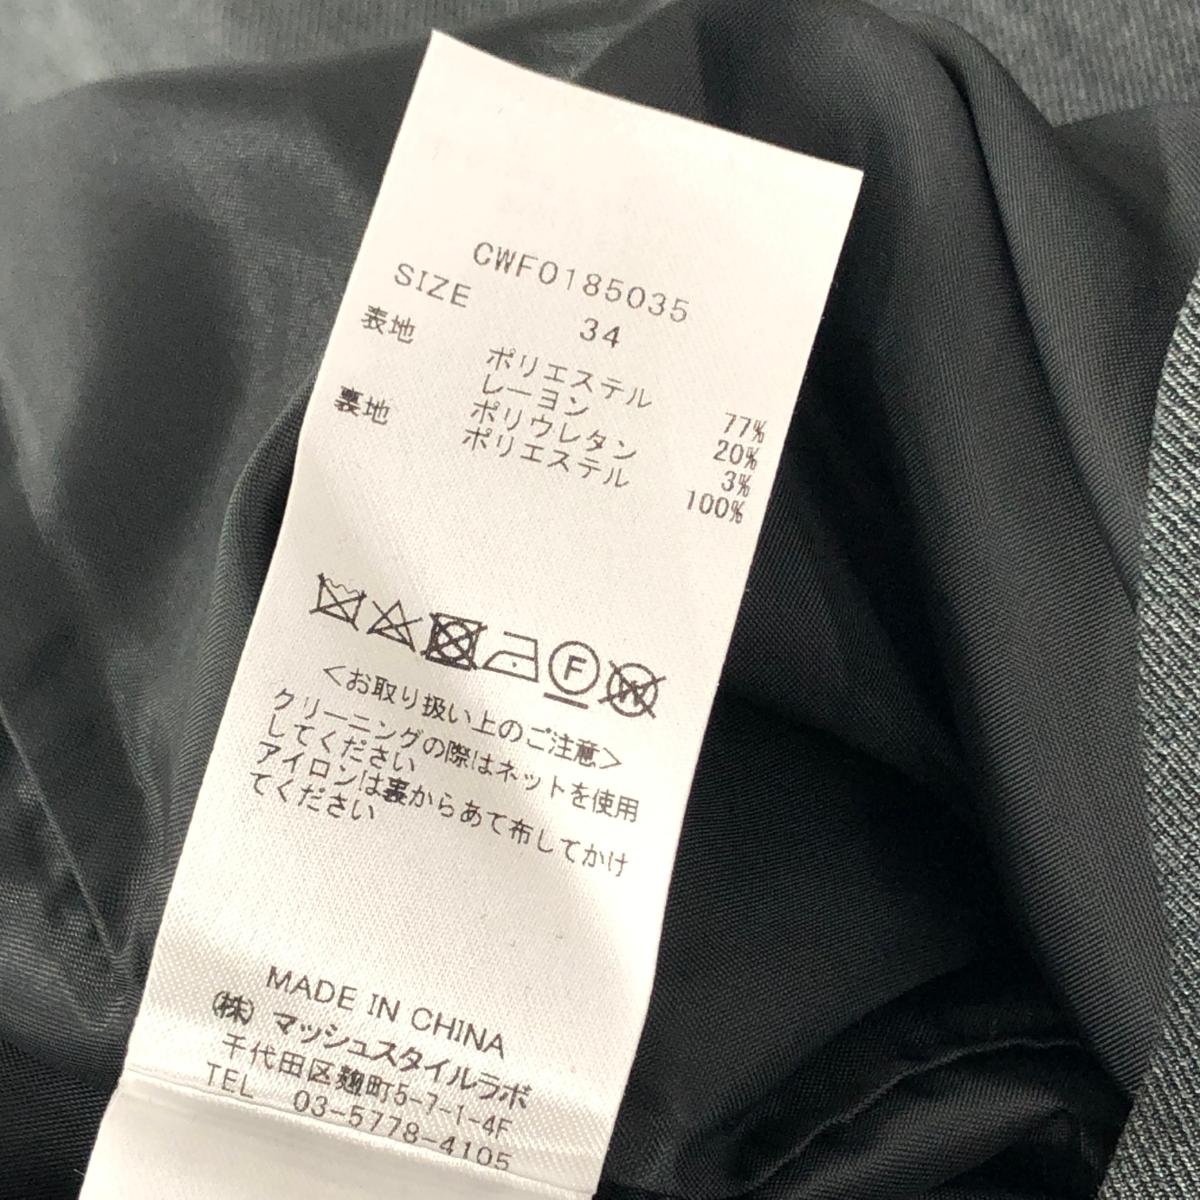 CWF0185035
SIZE 34
表地 ポリエステル 77%
レーヨン 20%
ポリウレタン 3%
裏地 ポリエステル 100%
F
W
<お取り扱い上のご注意>
クリーニングの際はネットを使用
してください
アイロンは裏からあて布してかけ
てください
MADE IN CHINA
(株) マッシュスタイルラボ
千代田区麹町5-7-1-4F
TEL 03-5778-4105